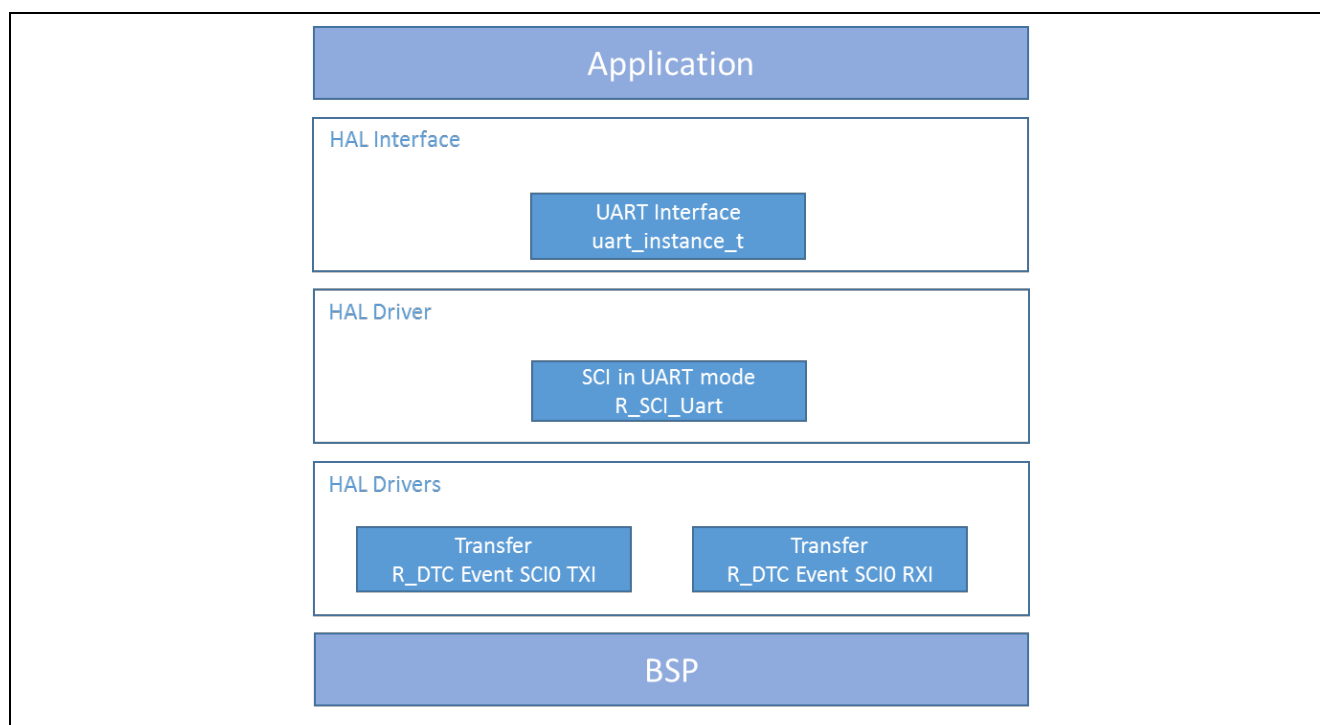 Application
HAL Interface
UART Interface
uart_instance_t
HAL Driver
SCI in UART mode
R_SCI_Uart
HAL Drivers
Transfer
R_DTC Event SCI0 TXI
Transfer
R_DTC Event SCI0 RXI
BSP